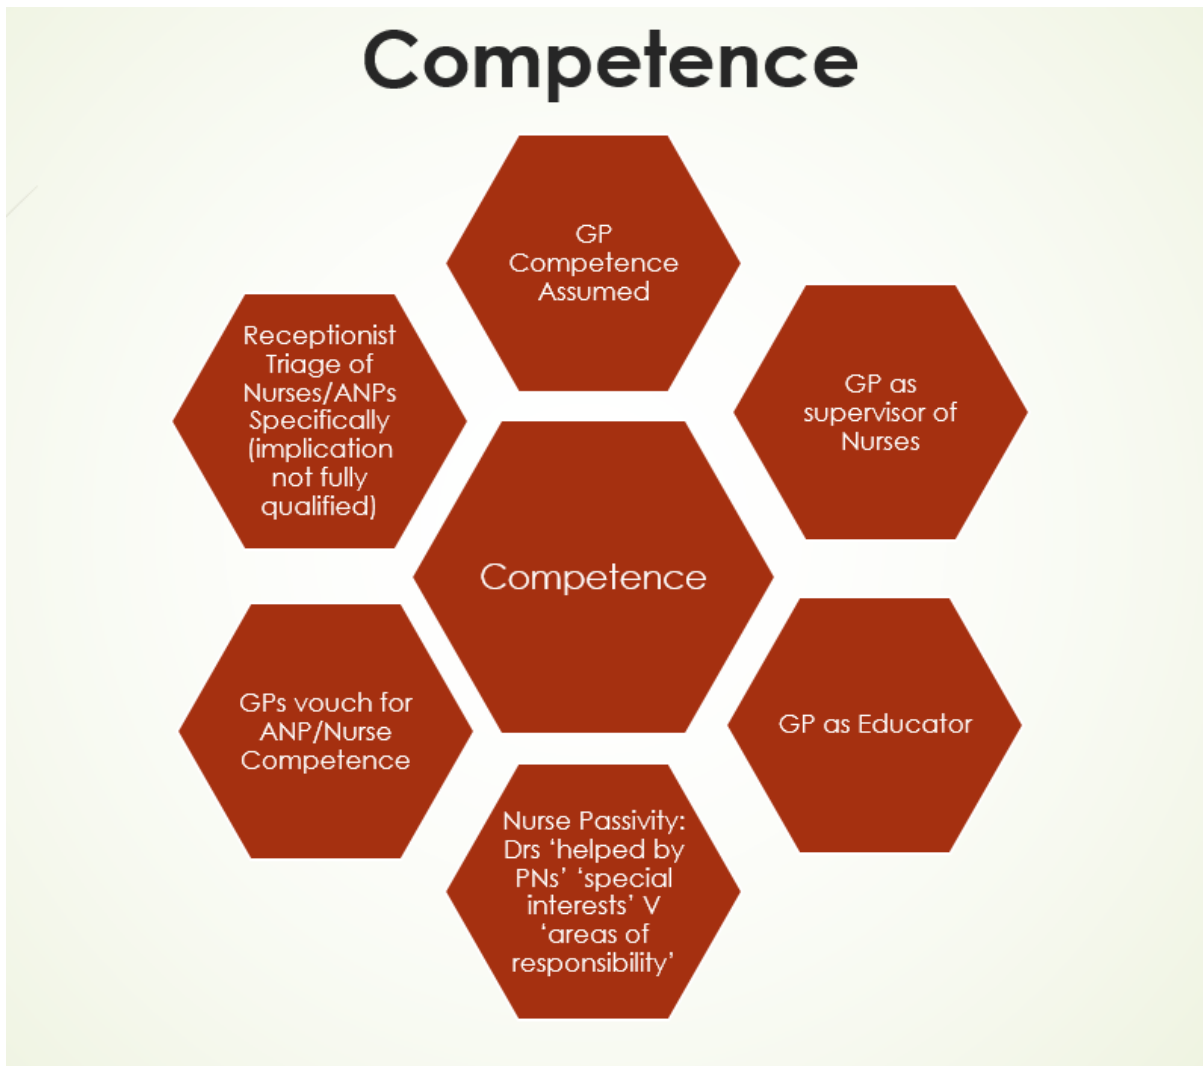 Competence
GP
Competence
Assumed
GP as
supervisor of
Nurses
GP as Educator
Nurse Passivity:
Drs ‘helped by
PNs’ ‘special
interests’ V
‘areas of
responsibility’
GPs vouch for
ANP/Nurse
Competence
Receptionist
Triage of
Nurses/ANPs
Specifically
(implication
not fully
qualified)
Competence